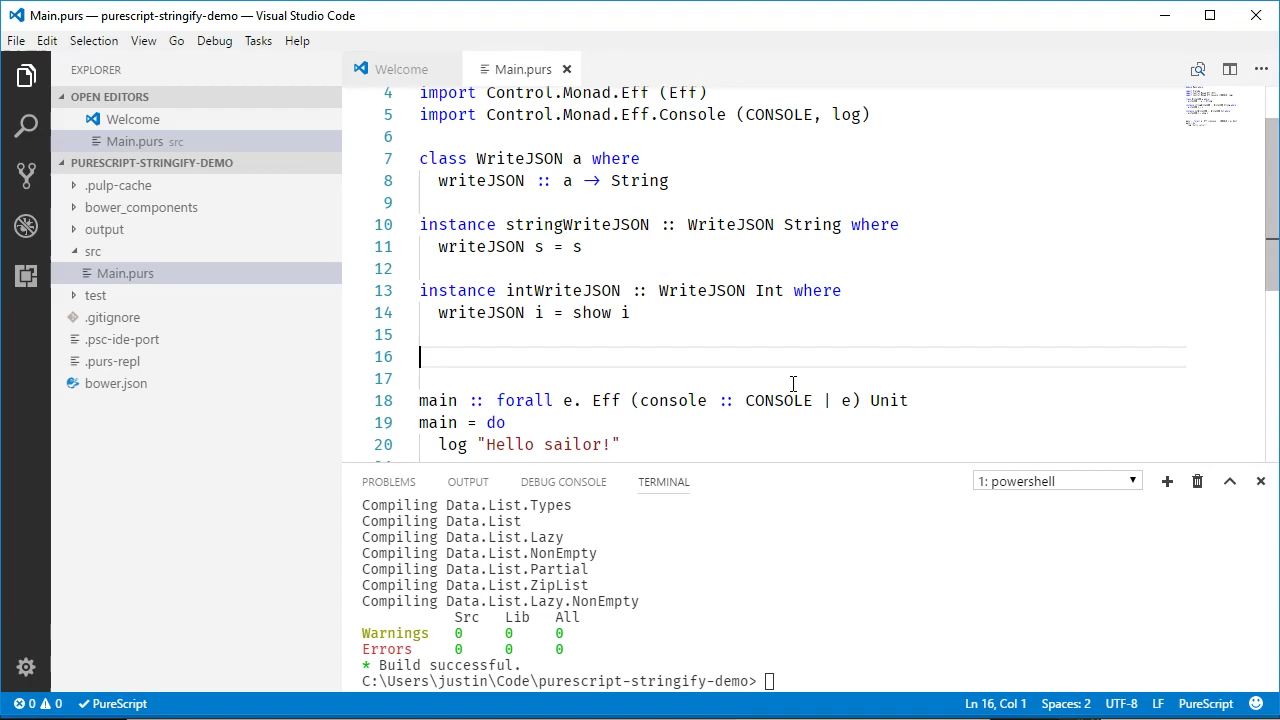 Main.purs — purescript-stringify-demo — Visual Studio Code
File Edit Selection View Go Debug Tasks Help
EXPLORER
OPEN EDITORS
Welcome
Main.purs src
PURESCRIPT-STRINGIFY-DEMO
.pulp-cache
bower_components
output
src
Main.purs
test
.gitignore
.psc-ide-port
.purs-repl
bower.json
Welcome
Main.purs
4 import Control.Monad.Eff (Eff)
5 import Control.Monad.Eff.Console (CONSOLE, log)
6
7 class WriteJSON a where
8 writeJSON :: a → String
9
10 instance stringWriteJSON :: WriteJSON String where
11 writeJSON s = s
12
13 instance intWriteJSON :: WriteJSON Int where
14 writeJSON i = show i
15
16
17
18 main :: forall e. Eff (console :: CONSOLE | e) Unit
19 main = do
20 log "Hello sailor!"
PROBLEMS OUTPUT DEBUG CONSOLE TERMINAL
1: powershell
Compiling Data.List.Types
Compiling Data.List
Compiling Data.List.Lazy
Compiling Data.List.NonEmpty
Compiling Data.List.Partial
Compiling Data.List.ZipList
Compiling Data.List.Lazy.NonEmpty
Src Lib All
Warnings 0 0 0
Errors 0 0 0
* Build successful.
C:\Users\justin\Code\purescript-stringify-demo>
0 0 PureScript
Ln 16, Col 1 Spaces: 2 UTF-8 LF PureScript